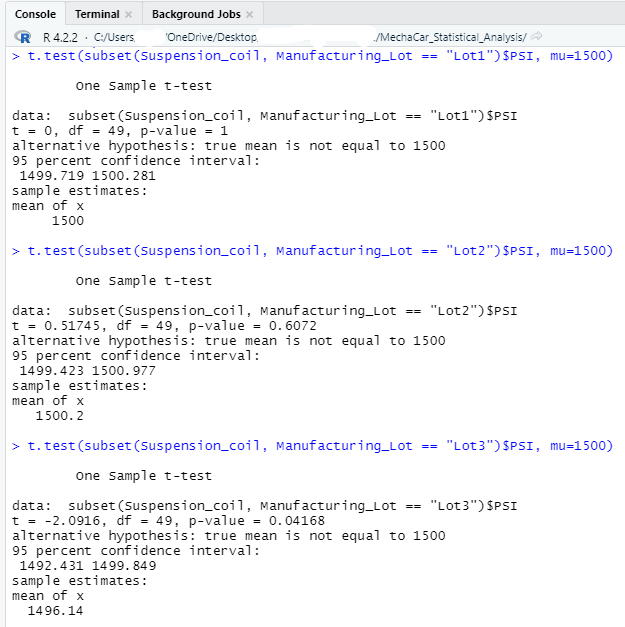 Console Terminal × Background Jobs ×
R R 4.2.2 · C:/Users, 'OneDrive/Desktop, ./MechaCar_Statistical_Analysis/
> t.test(subset(Suspension_coil, Manufacturing_Lot == "Lot1")$PSI, mu=1500)
One Sample t-test
data:  subset(Suspension_coil, Manufacturing_Lot == "Lot1")$PSI
t = 0, df = 49, p-value = 1
alternative hypothesis: true mean is not equal to 1500
95 percent confidence interval:
1499.719 1500.281
sample estimates:
mean of x
1500
> t.test(subset(Suspension_coil, Manufacturing_Lot == "Lot2")$PSI, mu=1500)
One Sample t-test
data:  subset(Suspension_coil, Manufacturing_Lot == "Lot2")$PSI
t = 0.51745, df = 49, p-value = 0.6072
alternative hypothesis: true mean is not equal to 1500
95 percent confidence interval:
1499.423 1500.977
sample estimates:
mean of x
1500.2
> t.test(subset(Suspension_coil, Manufacturing_Lot == "Lot3")$PSI, mu=1500)
One Sample t-test
data:  subset(Suspension_coil, Manufacturing_Lot == "Lot3")$PSI
t = -2.0916, df = 49, p-value = 0.04168
alternative hypothesis: true mean is not equal to 1500
95 percent confidence interval:
1492.431 1499.849
sample estimates:
mean of x
1496.14